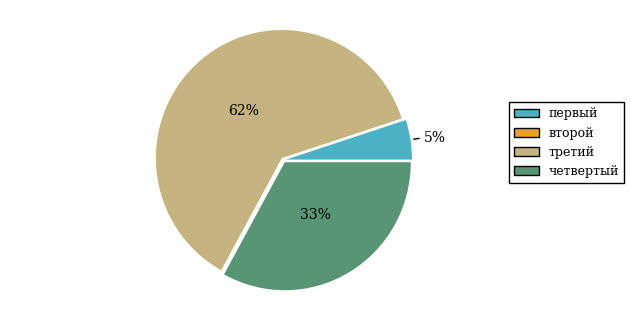 62%
5%
33%
первый
второй
третий
четвертый